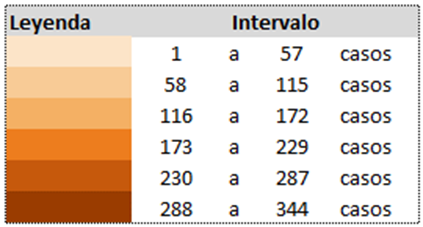 Leyenda Intervalo
1 a 57 casos
58 a 115 casos
116 a 172 casos
173 a 229 casos
230 a 287 casos
288 a 344 casos